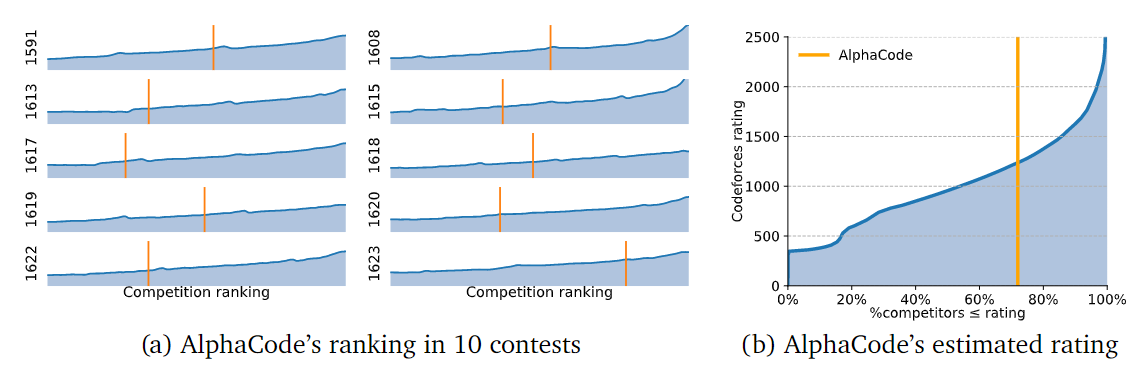 1591
1613
1617
1619
1622
Competition ranking
1608
1615
1618
1620
1623
Competition ranking
(a) AlphaCode's ranking in 10 contests
AlphaCode
Codeforces rating
2500
2000
1500
1000
500
0
0% 20% 40% 60% 80% 100%
%competitors ≤ rating
(b) AlphaCode's estimated rating